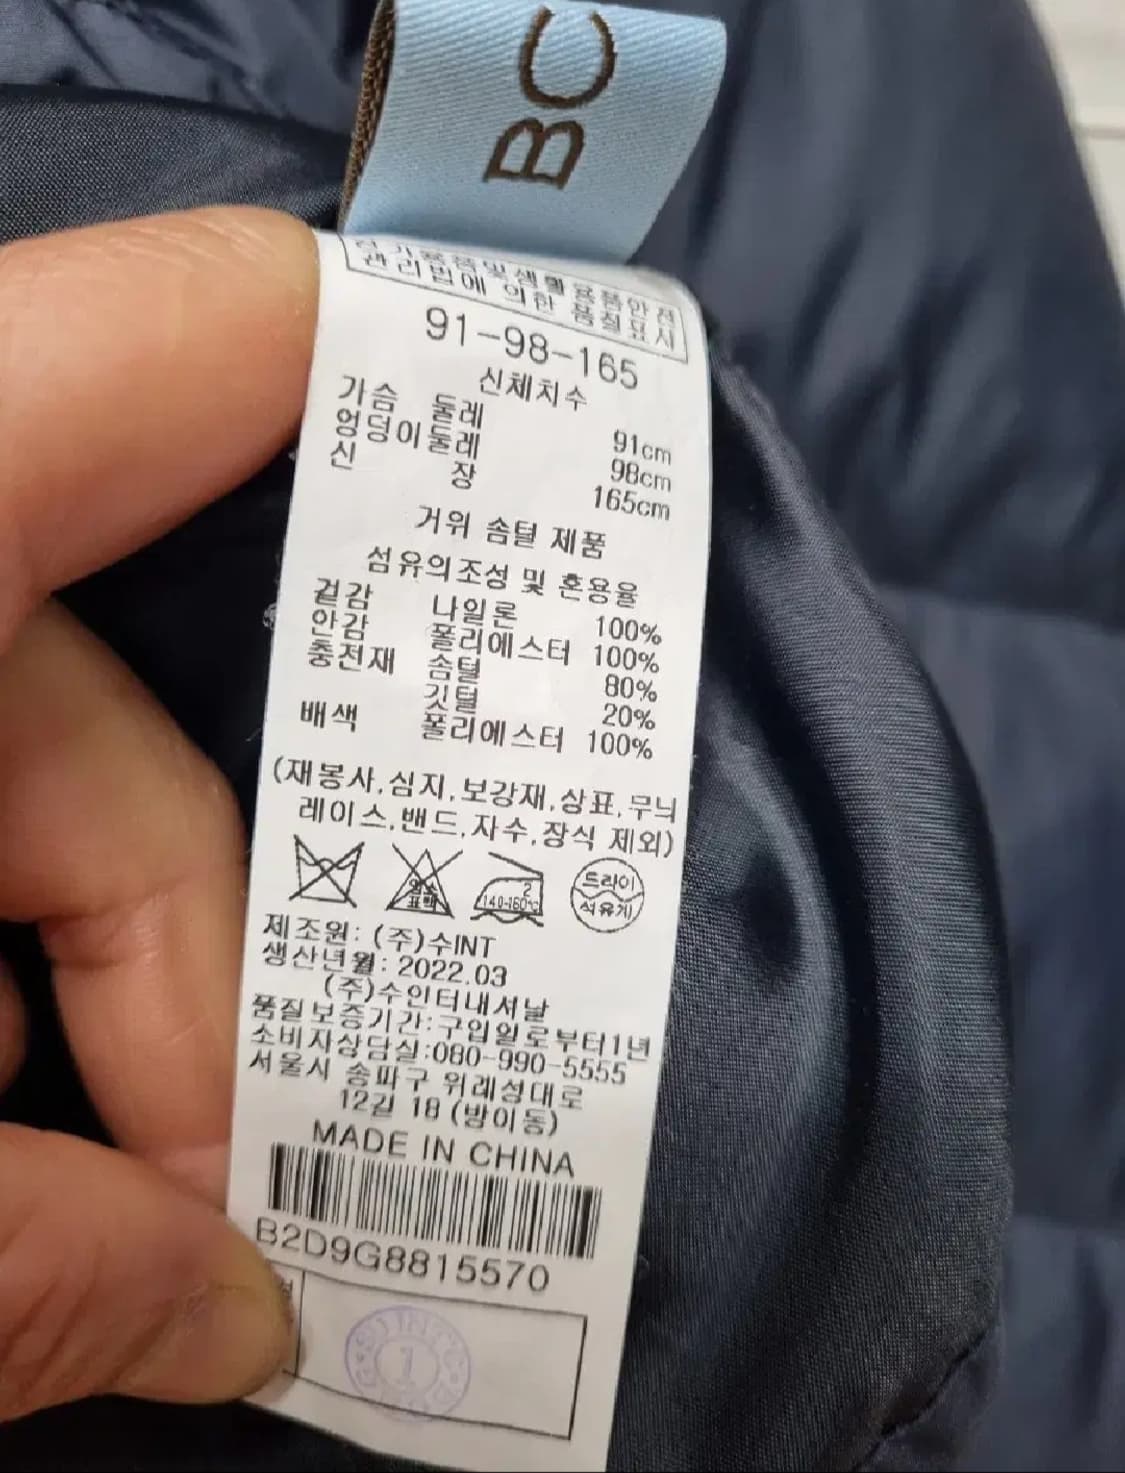 BC
전기용품및생활용품안전
관리법에 의한 품질표시
91-98-165
신체치수
가슴 둘레 91cm
엉덩이둘레 98cm
신 장 165cm
거위 솜털 제품
섬유의조성 및 혼용율
겉감 나일론 100%
안감 폴리에스터 100%
충전재 솜털 80%
깃털 20%
배색 폴리에스터 100%
(재봉사,심지,보강재,상표,무늬
레이스,밴드,자수,장식 제외)
염소
표백
2
140-160℃
드라이
석유계
제조원: (주)수INT
생산년월: 2022.03
(주)수인터내셔날
품질보증기간:구입일로부터1년
소비자상담실:080-990-5555
서울시 송파구 위례성대로
12길 18 (방이동)
MADE IN CHINA
B2D9G8815570
1